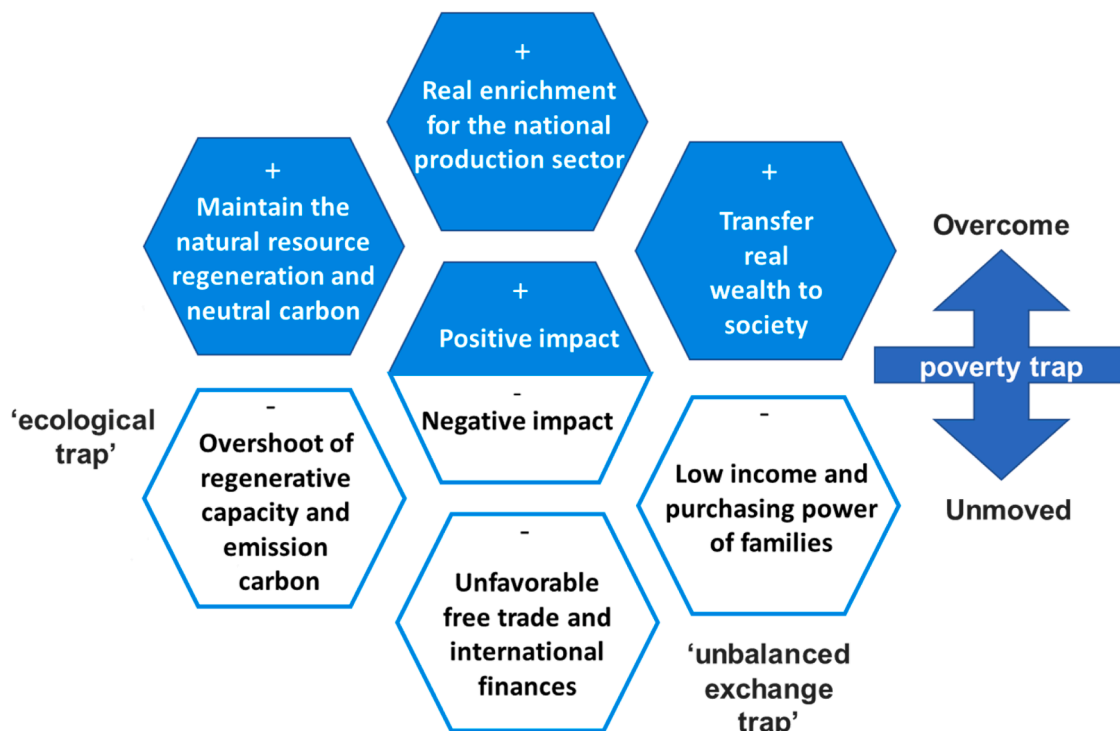 +
Real enrichment
for the national
production sector
+
Maintain the
natural resource
regeneration and
neutral carbon
+
Transfer
real
wealth to
society
+
Positive impact
-
Negative impact
Overcome
poverty trap
Unmoved
‘ecological
trap’
-
Overshoot of
regenerative
capacity and
emission
carbon
-
Low income and
purchasing power
of families
-
Unfavorable
free trade and
international
finances
‘unbalanced
exchange
trap’